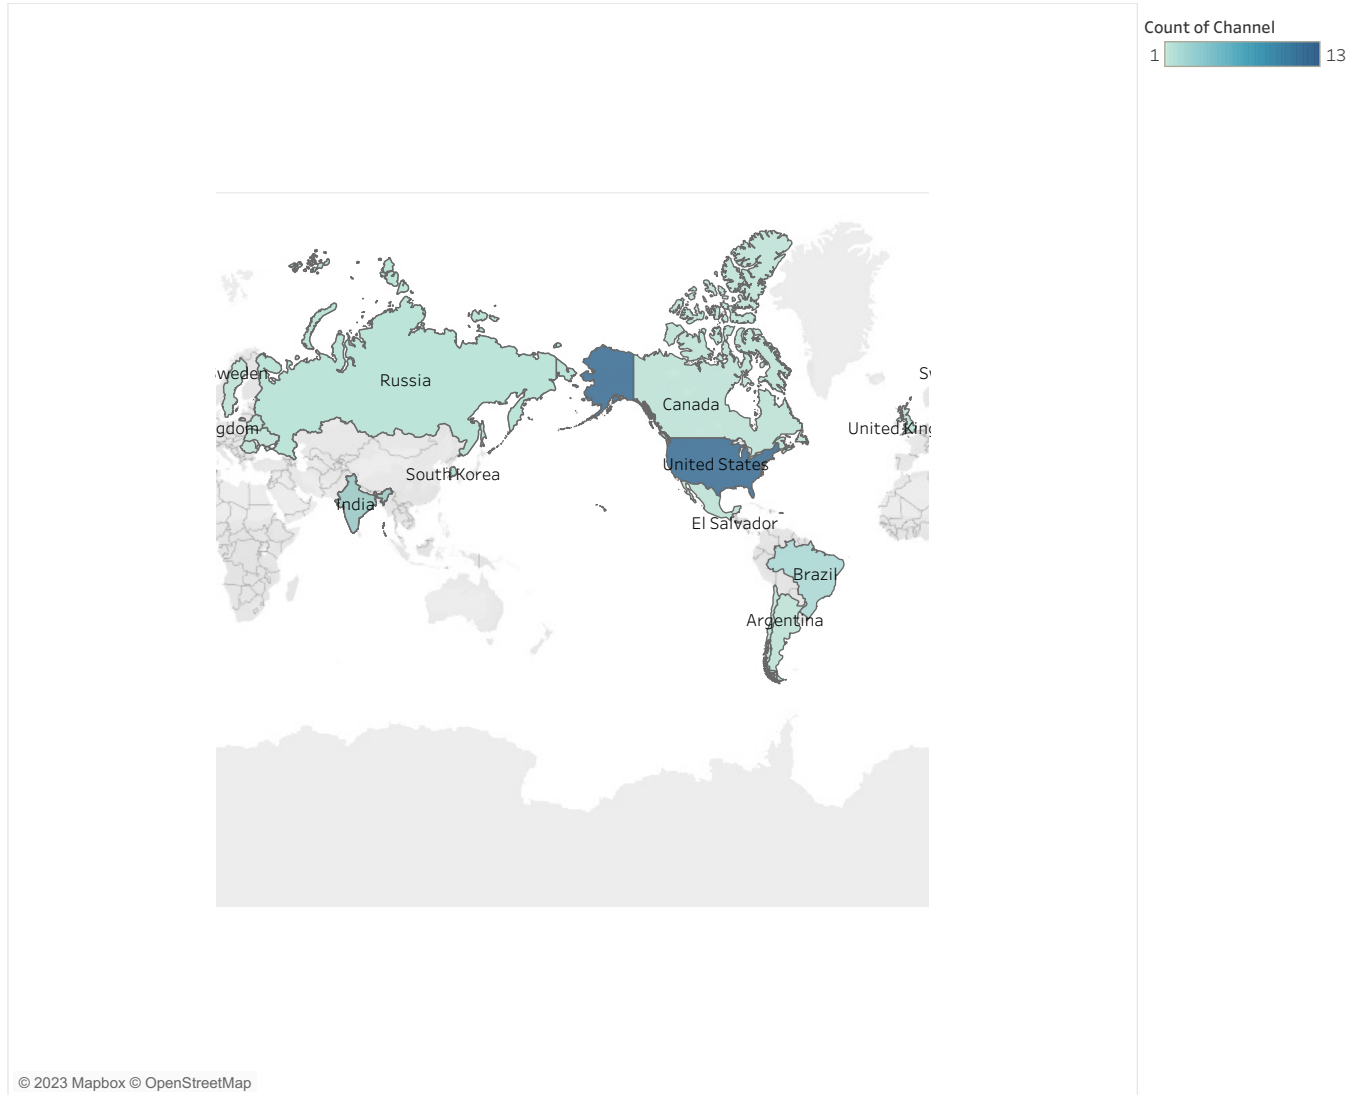 Count of Channel
1 13
weden
Sw
Russia
Canada
gdom
United King
United States
South Korea
India
El Salvador
Brazil
Argentina
© 2023 Mapbox © OpenStreetMap